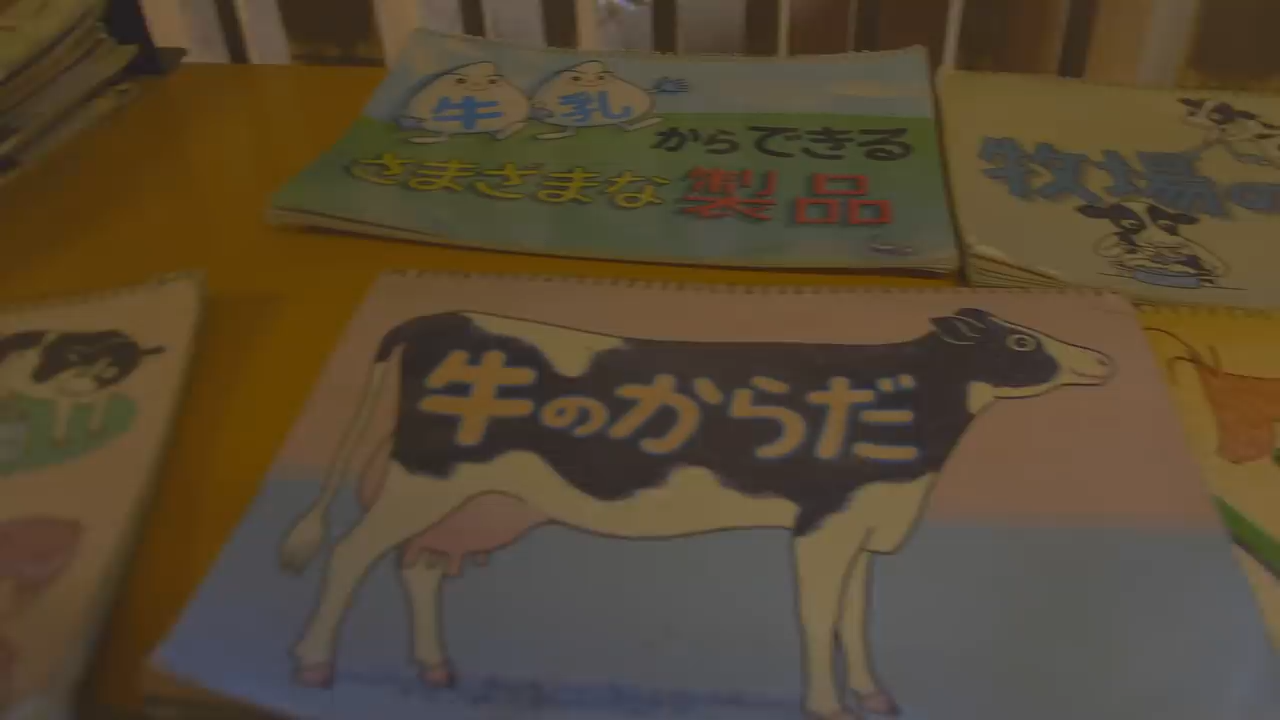 牛乳
からできる
さまざまな製品
牧場の
牛のからだ